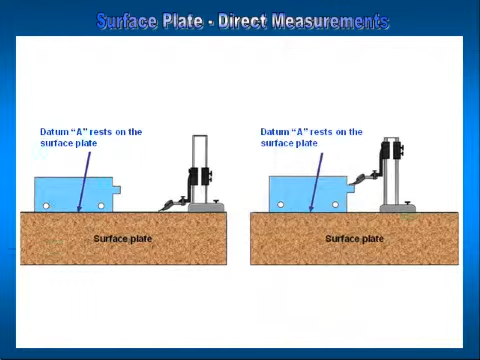 Surface Plate - Direct Measurements
Datum “A” rests on the
surface plate
Datum “A” rests on the
surface plate
Surface plate
Surface plate